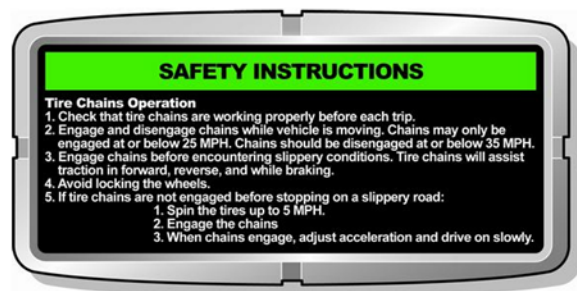 SAFETY INSTRUCTIONS
Tire Chains Operation
1. Check that tire chains are working properly before each trip.
2. Engage and disengage chains while vehicle is moving. Chains may only be
engaged at or below 25 MPH. Chains should be disengaged at or below 35 MPH.
3. Engage chains before encountering slippery conditions. Tire chains will assist
traction in forward, reverse, and while braking.
4. Avoid locking the wheels.
5. If tire chains are not engaged before stopping on a slippery road:
1. Spin the tires up to 5 MPH.
2. Engage the chains
3. When chains engage, adjust acceleration and drive on slowly.